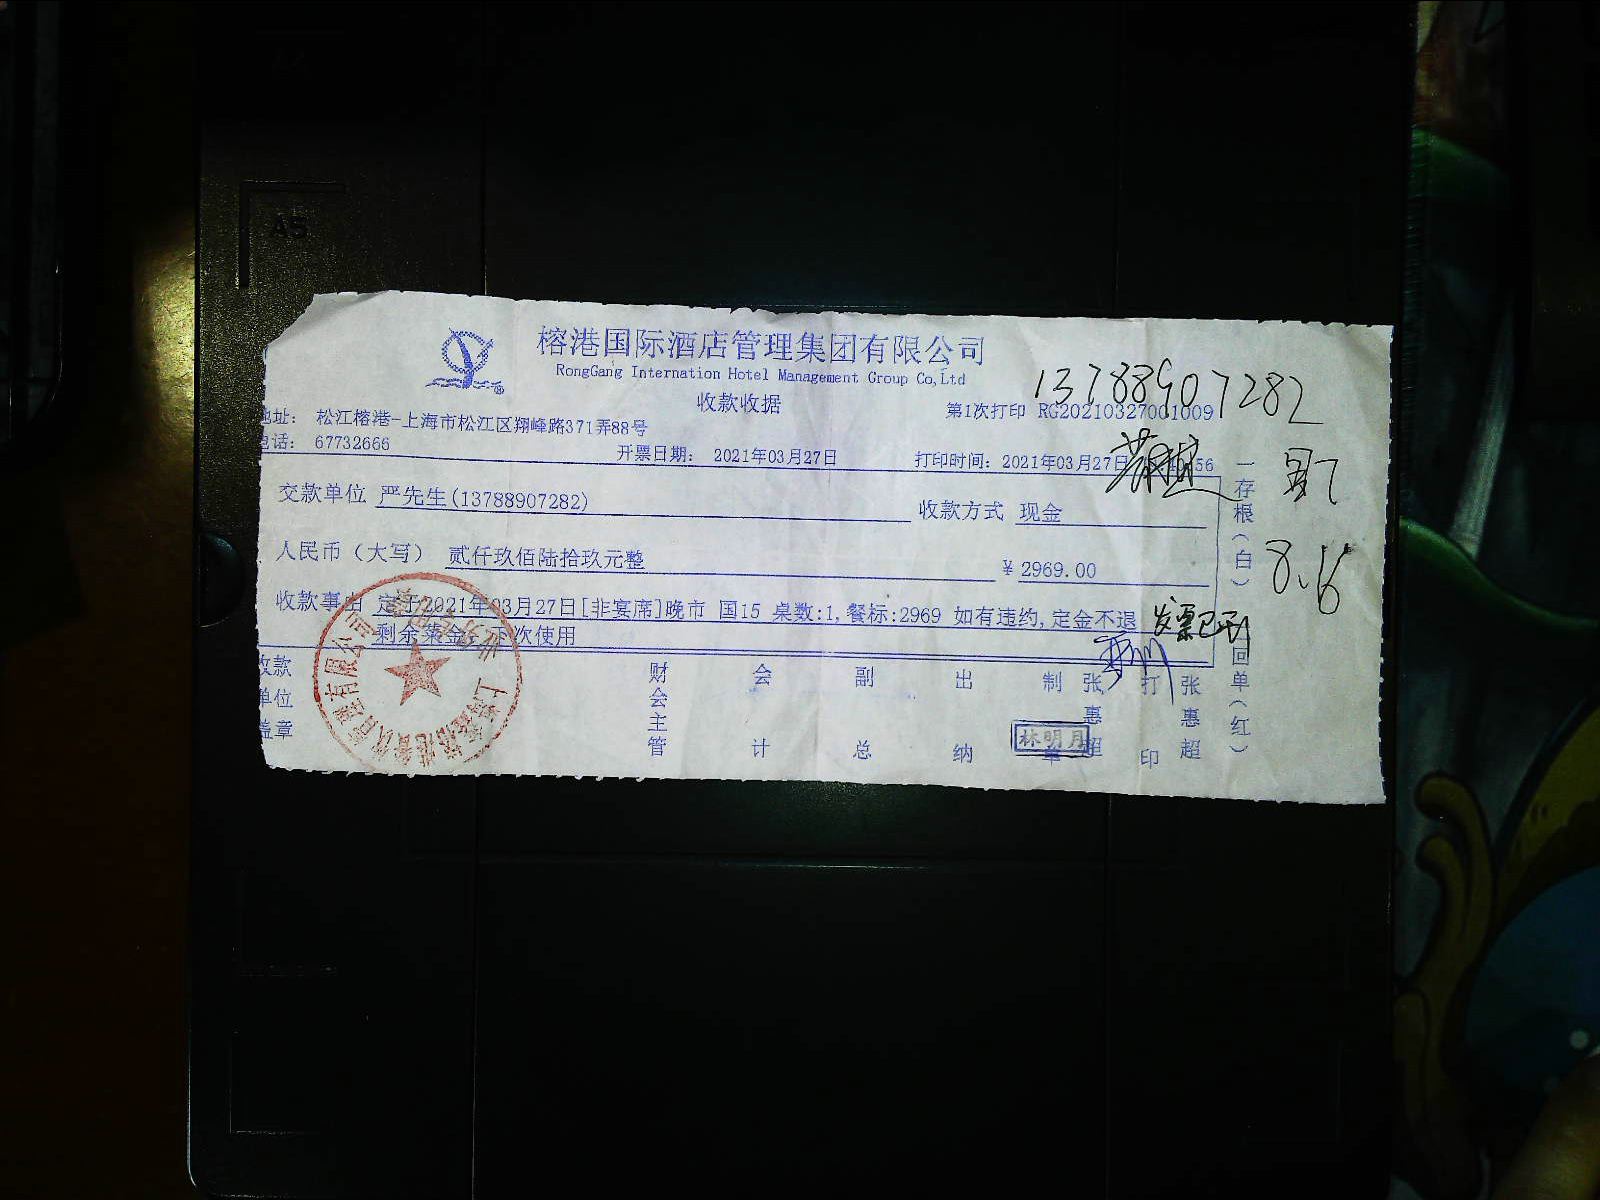 榕港国际酒店管理集团有限公司
RongGang Internation Hotel Management Group Co,Ltd
13788907282
收款收据
第1次打印 RG20210327001009
地址: 松江榕港-上海市松江区翔峰路371弄88号
电话: 67732666
开票日期: 2021年03月27日
打印时间: 2021年03月27日 56
交款单位 严先生(13788907282)
收款方式 现金
人民币(大写) 贰仟玖佰陆拾玖元整
¥ 2969.00
8.16
收款事由 定于2021年03月27日[非宴席]晚市 国15 桌数:1,餐标:2969 如有违约,定金不退
发票已开
剩余菜金 下次使用
收款单位盖章
财会主管
会计
副总
出纳
制单 张惠超
打印 张惠超
林明月
一存根(白)
回单(红)